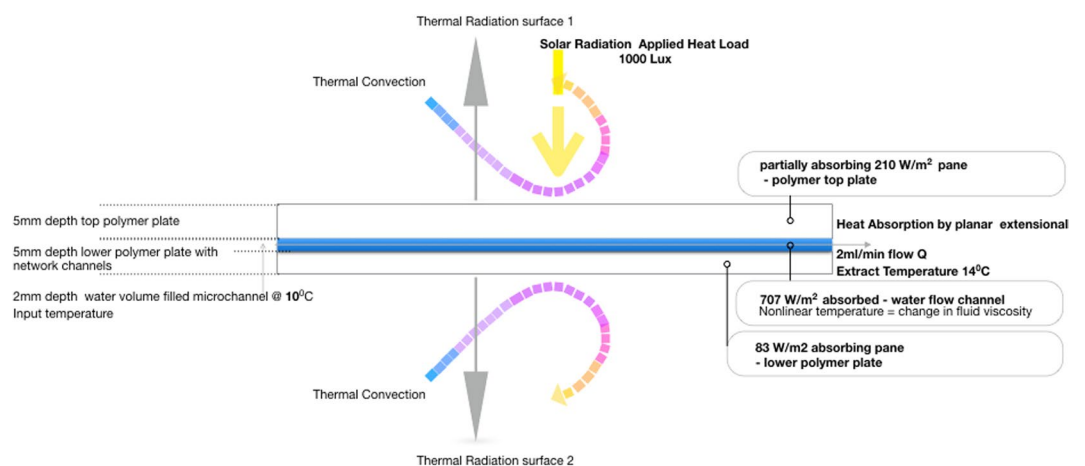 Thermal Radiation surface 1
Solar Radiation Applied Heat Load
1000 Lux
Thermal Convection
partially absorbing 210 W/m² pane
- polymer top plate
5mm depth top polymer plate
Heat Absorption by planar extensional
5mm depth lower polymer plate with
network channels
2ml/min flow Q
Extract Temperature 14⁰C
2mm depth water volume filled microchannel @ 10⁰C
Input temperature
707 W/m² absorbed - water flow channel
Nonlinear temperature = change in fluid viscosity
83 W/m2 absorbing pane
- lower polymer plate
Thermal Convection
Thermal Radiation surface 2